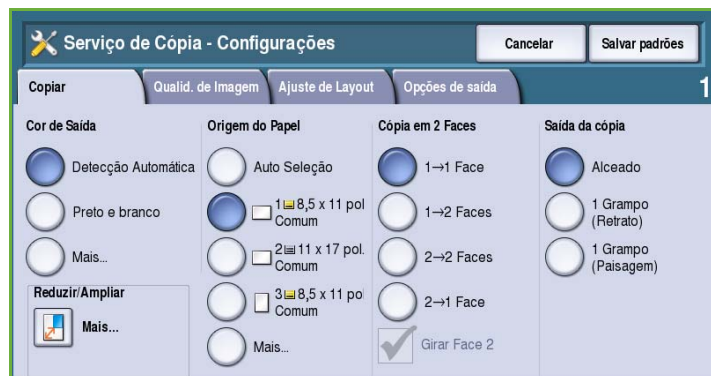 Serviço de Cópia - Configurações
Cancelar
Salvar padrões
Copiar
Qualid. de Imagem
Ajuste de Layout
Opções de saída
1
Cor de Saída
Detecção Automática
Preto e branco
Mais...
Reduzir/Ampliar
Mais...
Origem do Papel
Auto Seleção
1 8,5 x 11 pol
Comum
2 11 x 17 pol.
Comum
3 8,5 x 11 pol
Comum
Mais...
Cópia em 2 Faces
1→1 Face
1→2 Faces
2→2 Faces
2→1 Face
Girar Face 2
Saída da cópia
Alceado
1 Grampo
(Retrato)
1 Grampo
(Paisagem)